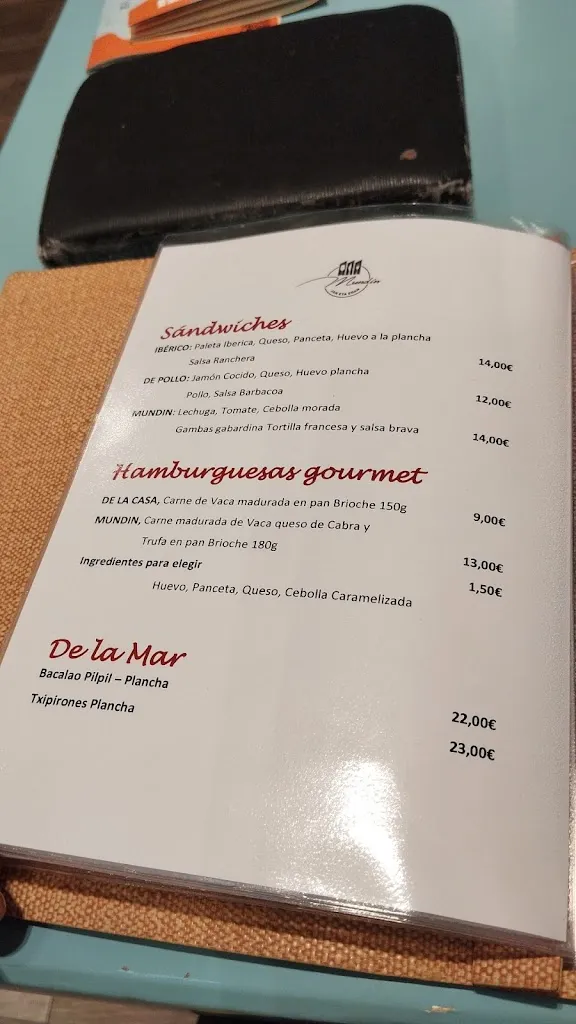 Mundin
Sándwiches
IBÉRICO: Paleta Iberica, Queso, Panceta, Huevo a la plancha
Salsa Ranchera 14,00€
DE POLLO: Jamón Cocido, Queso, Huevo plancha
Pollo, Salsa Barbacoa 12,00€
MUNDIN: Lechuga, Tomate, Cebolla morada
Gambas gabardina Tortilla francesa y salsa brava 14,00€
Hamburguesas gourmet
DE LA CASA, Carne de Vaca madurada en pan Brioche 150g 9,00€
MUNDIN, Carne madurada de Vaca queso de Cabra y
Trufa en pan Brioche 180g 13,00€
Ingredientes para elegir 1,50€
Huevo, Panceta, Queso, Cebolla Caramelizada
De la Mar
Bacalao Pilpil – Plancha 22,00€
Txipirones Plancha 23,00€